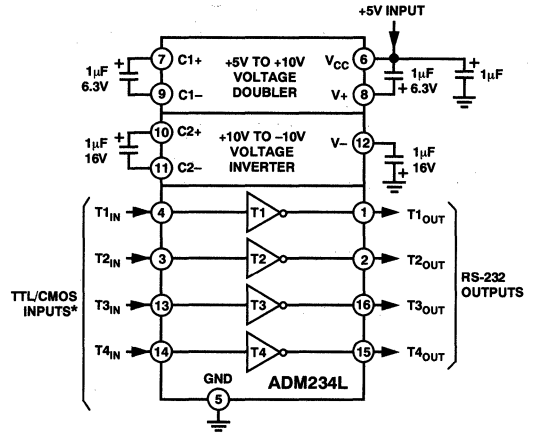 +5V INPUT
7 C1+
+5V TO +10V
VOLTAGE
DOUBLER
VCC 6
1µF
6.3V
+
9 C1–
V+ 8
+
1µF
6.3V
+
1µF
10 C2+
+10V TO –10V
VOLTAGE
INVERTER
V– 12
1µF
16V
+
11 C2–
1µF
16V
+
T1IN 4 T1 1 T1OUT
T2IN 3 T2 2 T2OUT
TTL/CMOS
INPUTS*
RS-232
OUTPUTS
T3IN 13 T3 16 T3OUT
T4IN 14 T4 15 T4OUT
GND
5
ADM234L